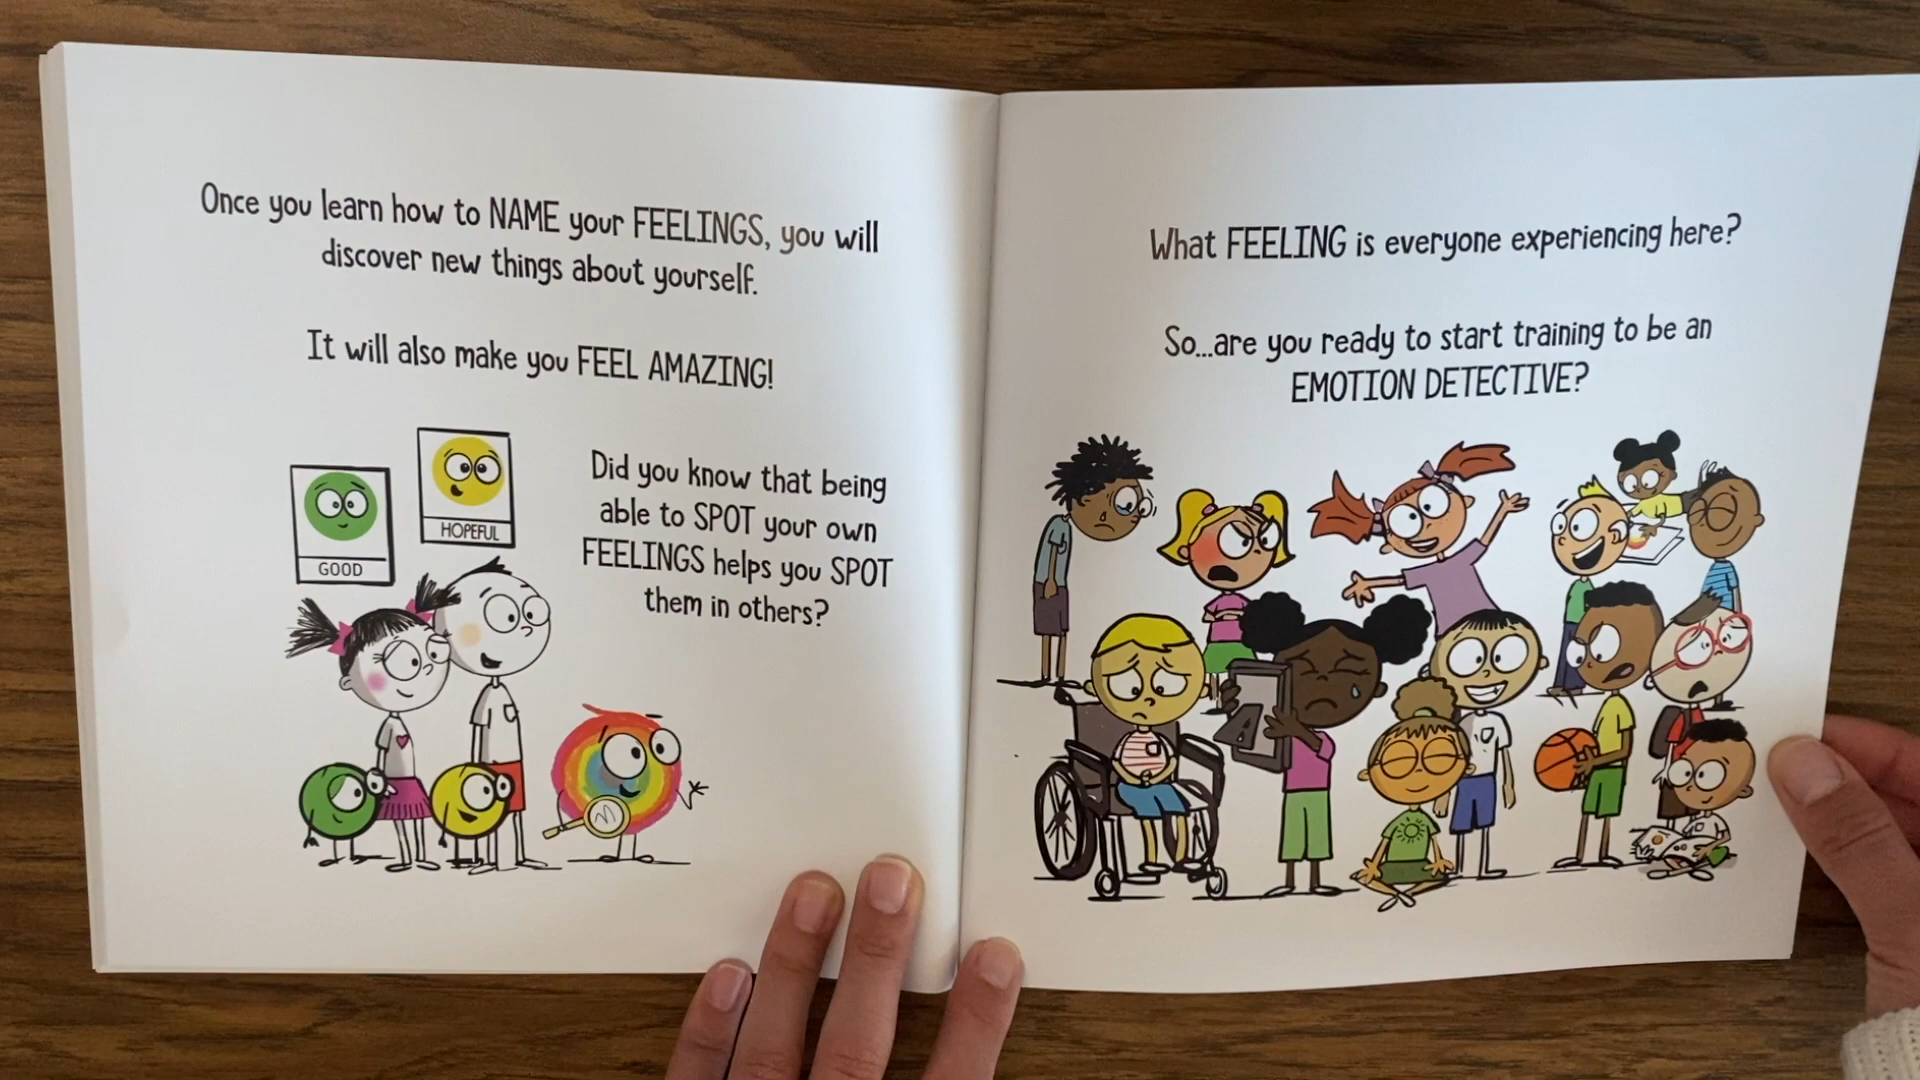 Once you learn how to NAME your FEELINGS, you will
discover new things about yourself.
It will also make you FEEL AMAZING!
HOPEFUL
GOOD
Did you know that being
able to SPOT your own
FEELINGS helps you SPOT
them in others?
What FEELING is everyone experiencing here?
So...are you ready to start training to be an
EMOTION DETECTIVE?